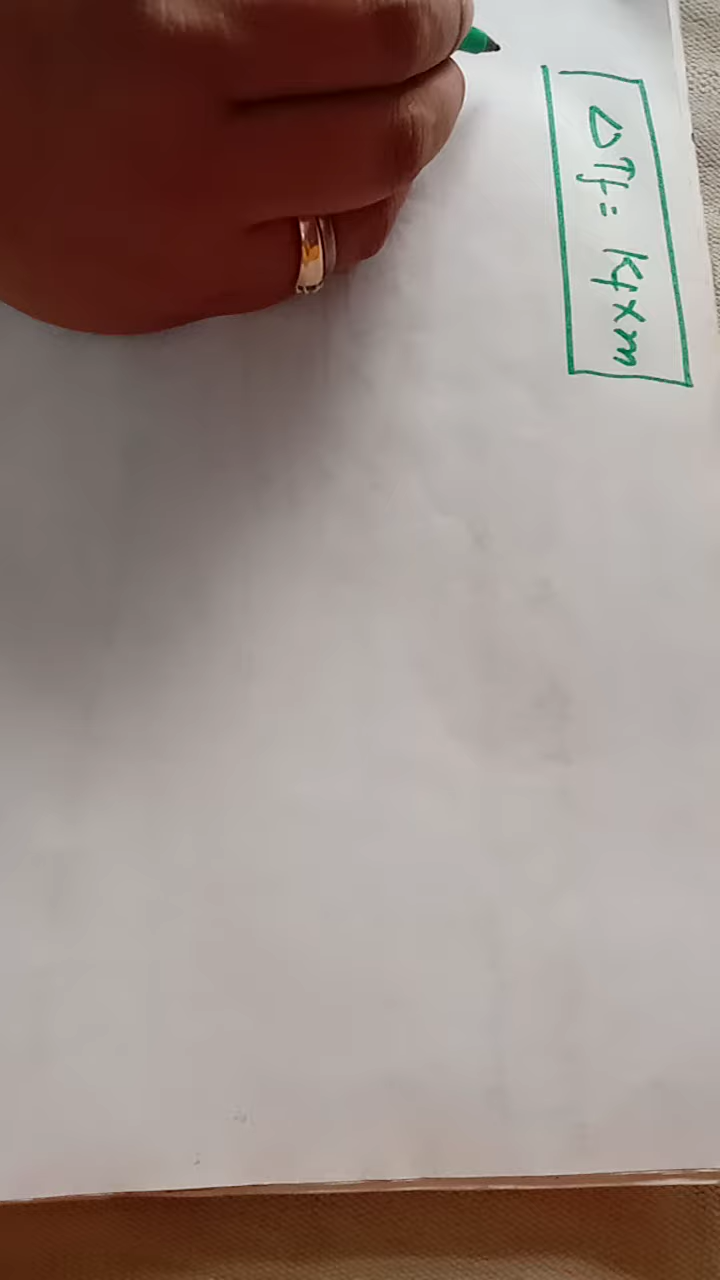 ΔTf = Kf × m